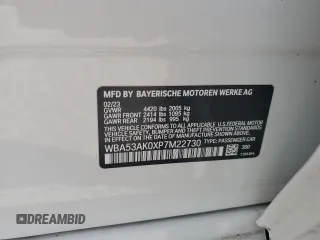 MFD BY BAYERISCHE MOTOREN WERKE AG
02/23
GVWR 4420 lbs 2005 kg
GAWR FRONT 2414 lbs 1095 kg
GAWR REAR 2194 lbs 995 kg
THIS VEHICLE CONFORMS TO ALL APPLICABLE
U.S. FEDERAL MOTOR VEHICLE
SAFETY, BUMPER, AND THEFT PREVENTION
STANDARDS IN EFFECT ON THE DATE OF
MANUFACTURE SHOWN ABOVE.
WBA53AK0XP7M22730
TYPE: PASSENGER CAR
300
DREAMBID